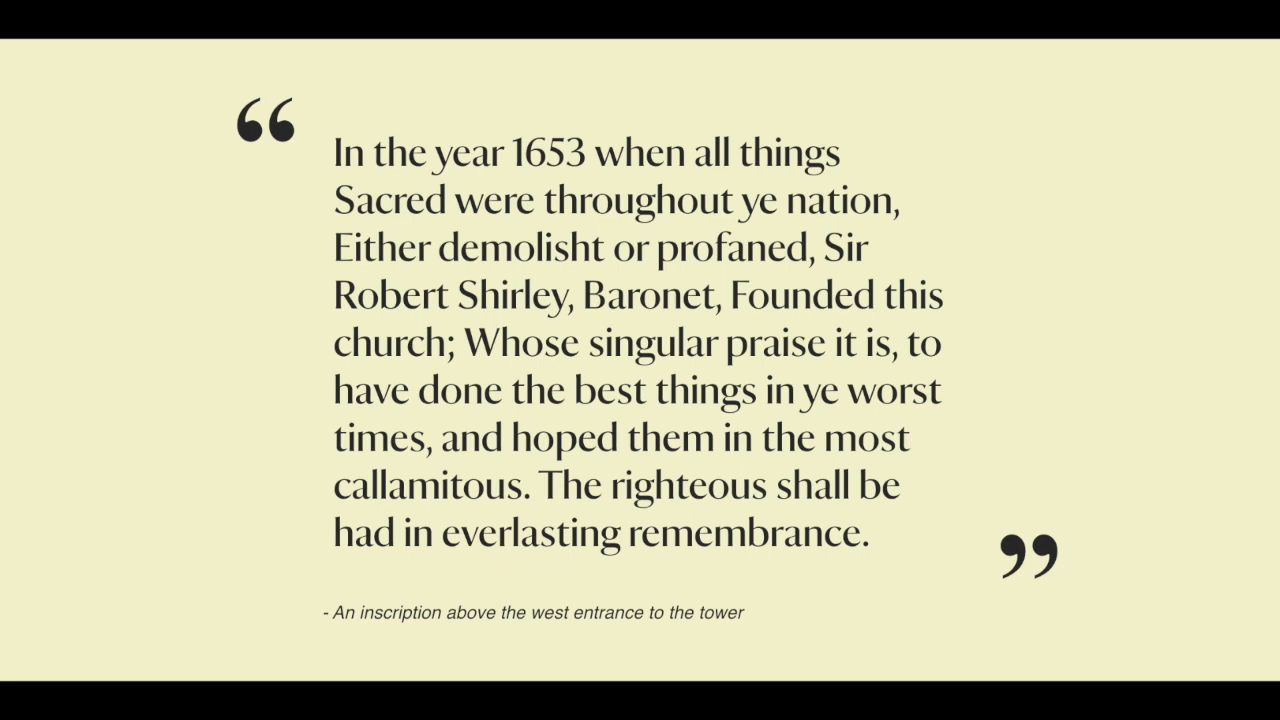 “
In the year 1653 when all things
Sacred were throughout ye nation,
Either demolisht or profaned, Sir
Robert Shirley, Baronet, Founded this
church; Whose singular praise it is, to
have done the best things in ye worst
times, and hoped them in the most
callamitous. The righteous shall be
had in everlasting remembrance.
”
- An inscription above the west entrance to the tower